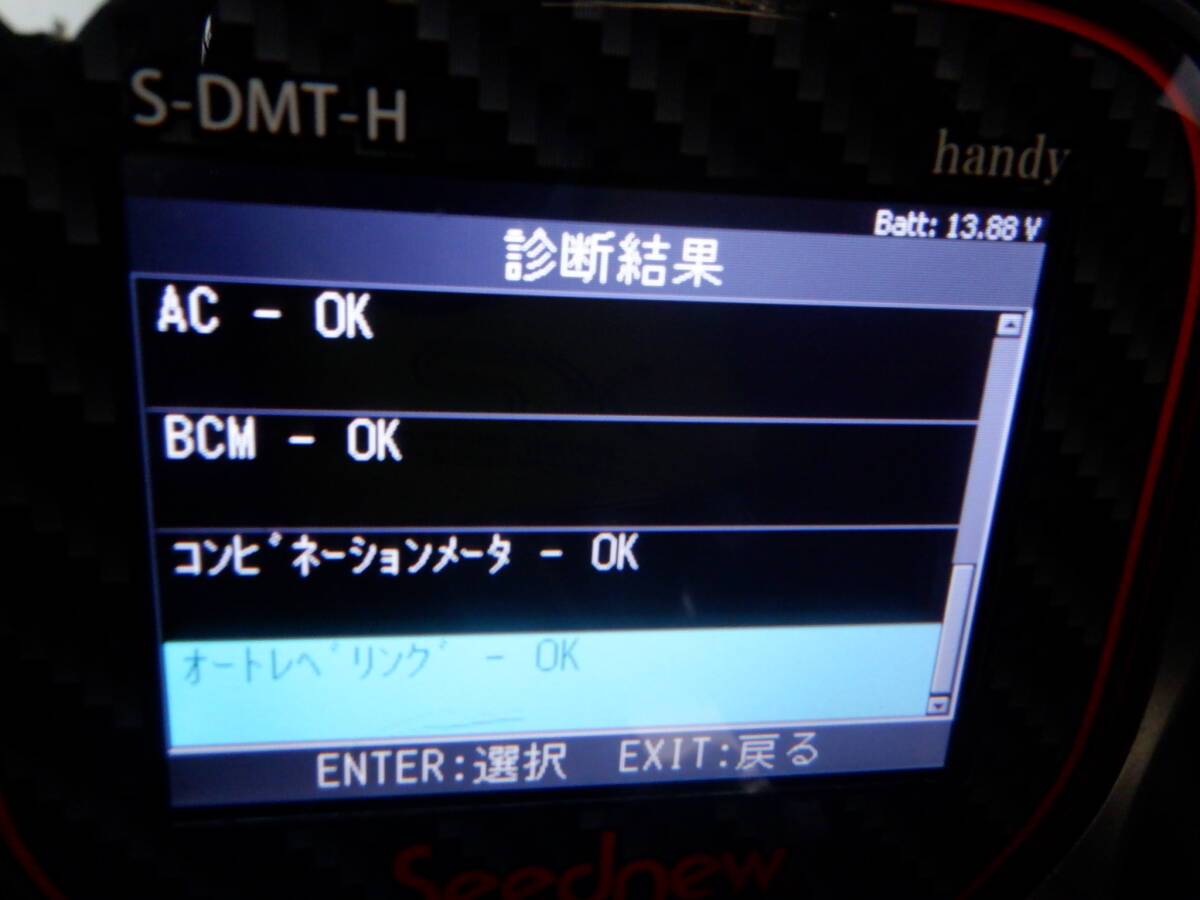 S-DMT-H
handy
Batt: 13.88 V
診断結果
AC - OK
BCM - OK
コンビネーションメータ - OK
オートレベリング - OK
ENTER:選択 EXIT:戻る
Seednew